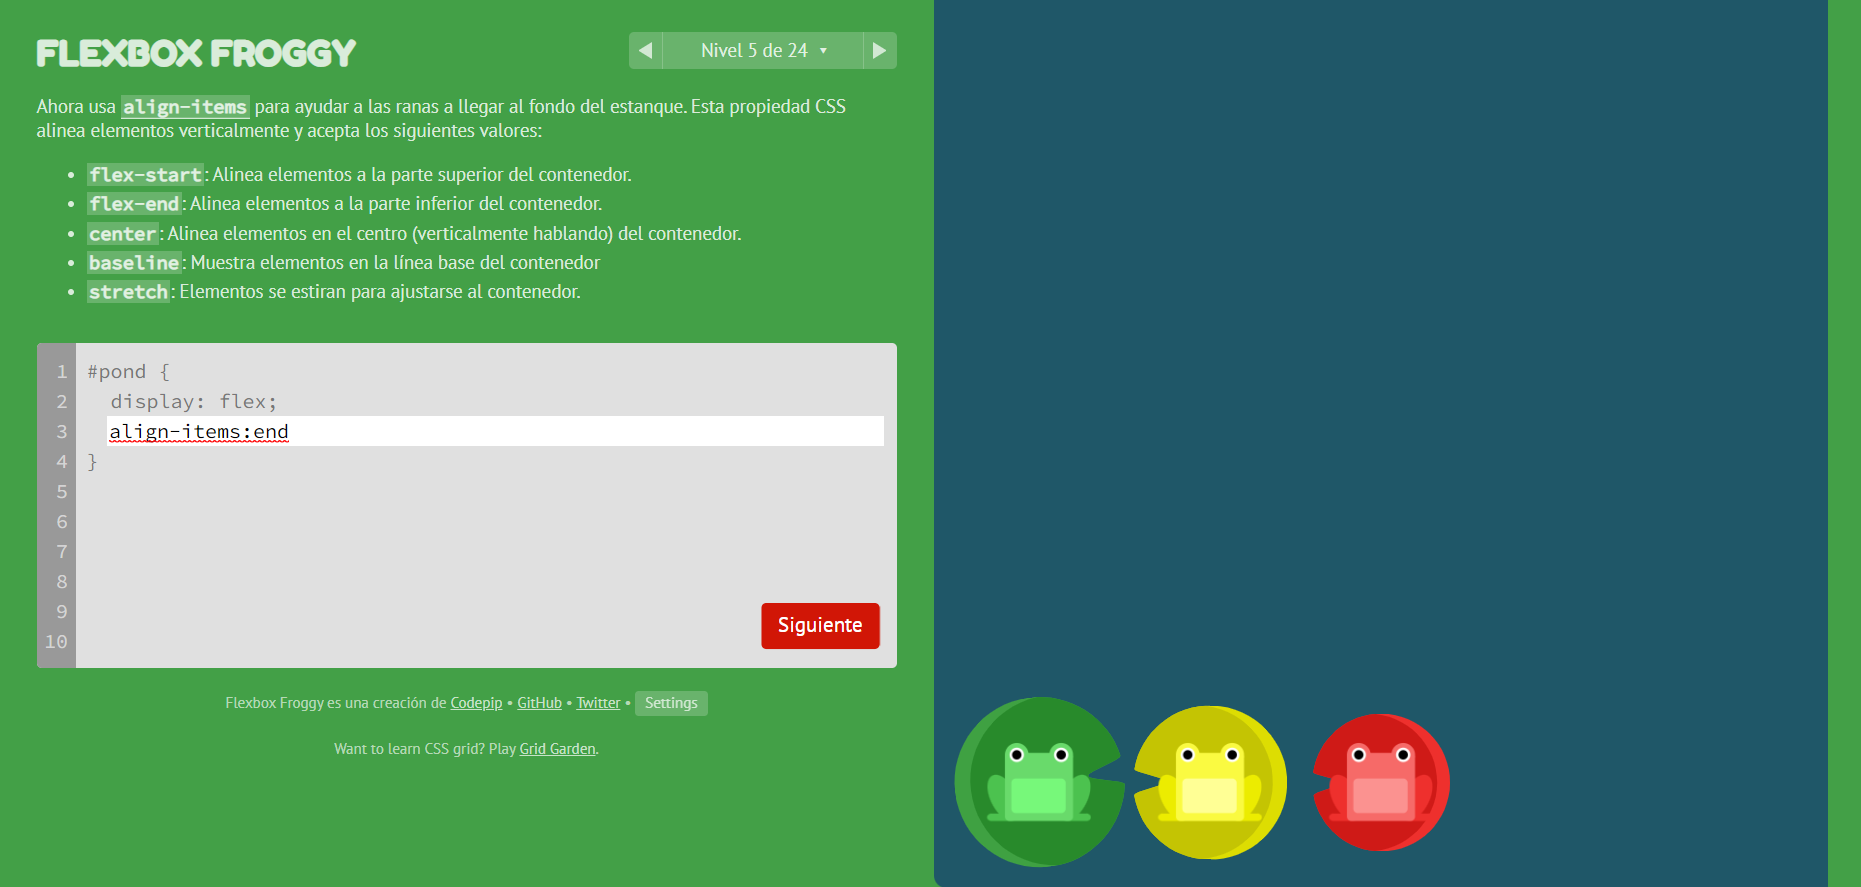 FLEXBOX FROGGY
Nivel 5 de 24
Ahora usa align-items para ayudar a las ranas a llegar al fondo del estanque. Esta propiedad CSS
alinea elementos verticalmente y acepta los siguientes valores:
flex-start: Alinea elementos a la parte superior del contenedor.
flex-end: Alinea elementos a la parte inferior del contenedor.
center: Alinea elementos en el centro (verticalmente hablando) del contenedor.
baseline: Muestra elementos en la línea base del contenedor
stretch: Elementos se estiran para ajustarse al contenedor.
1 #pond {
2 display: flex;
3 align-items:end
4 }
5
6
7
8
9
10
Siguiente
Flexbox Froggy es una creación de Codepip • GitHub • Twitter • Settings
Want to learn CSS grid? Play Grid Garden.